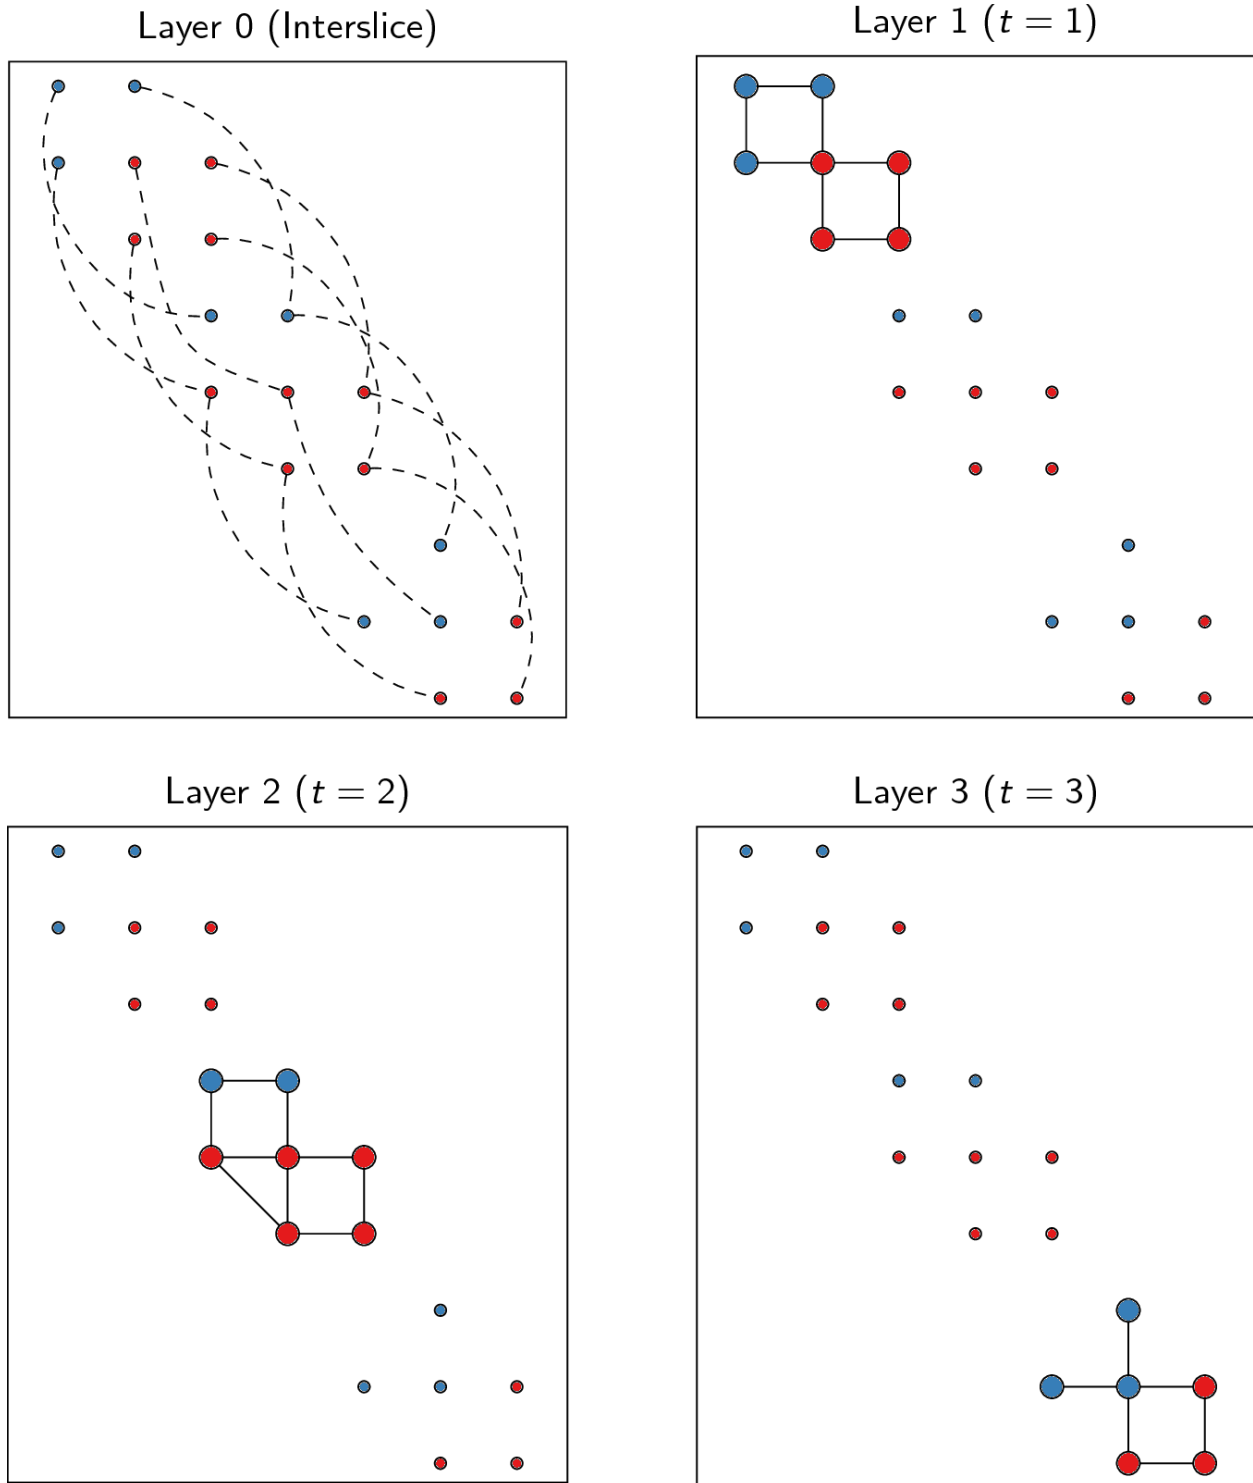 Layer 0 (Interslice)
Layer 1 (t = 1)
Layer 2 (t = 2)
Layer 3 (t = 3)